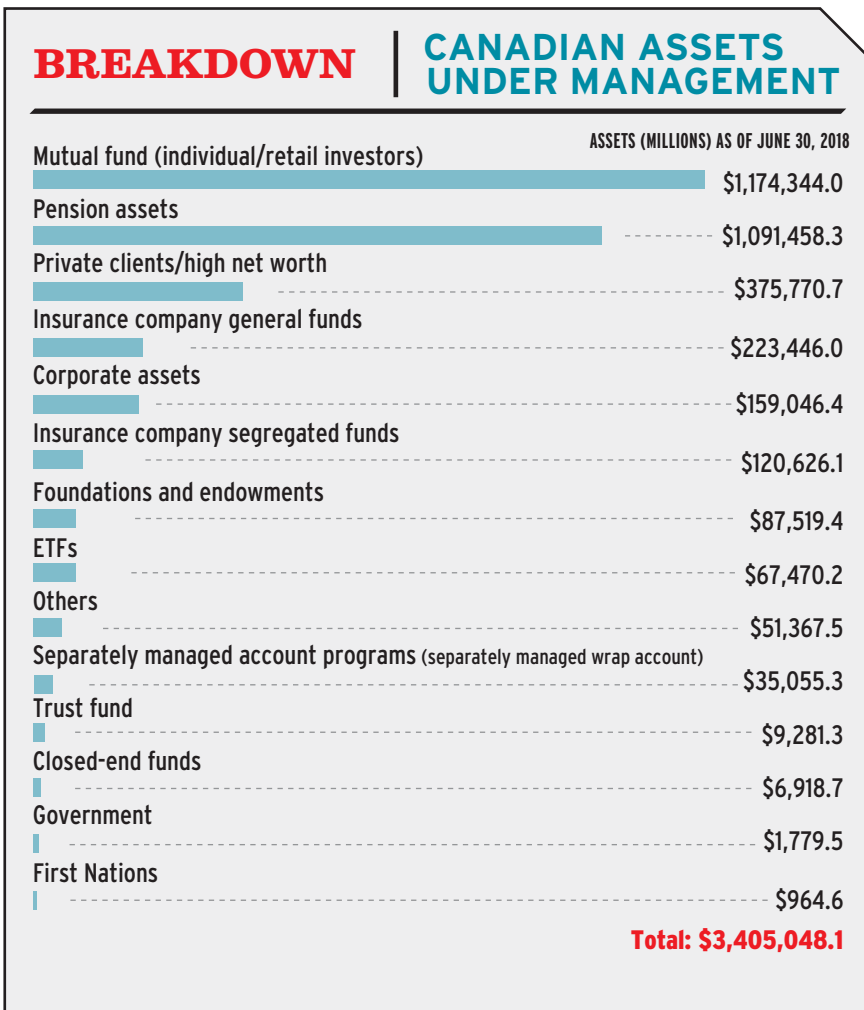 BREAKDOWN
CANADIAN ASSETS
UNDER MANAGEMENT
ASSETS (MILLIONS) AS OF JUNE 30, 2018
Mutual fund (individual/retail investors)
$1,174,344.0
Pension assets
$1,091,458.3
Private clients/high net worth
$375,770.7
Insurance company general funds
$223,446.0
Corporate assets
$159,046.4
Insurance company segregated funds
$120,626.1
Foundations and endowments
$87,519.4
ETFs
$67,470.2
Others
$51,367.5
Separately managed account programs (separately managed wrap account)
$35,055.3
Trust fund
$9,281.3
Closed-end funds
$6,918.7
Government
$1,779.5
First Nations
$964.6
Total: $3,405,048.1